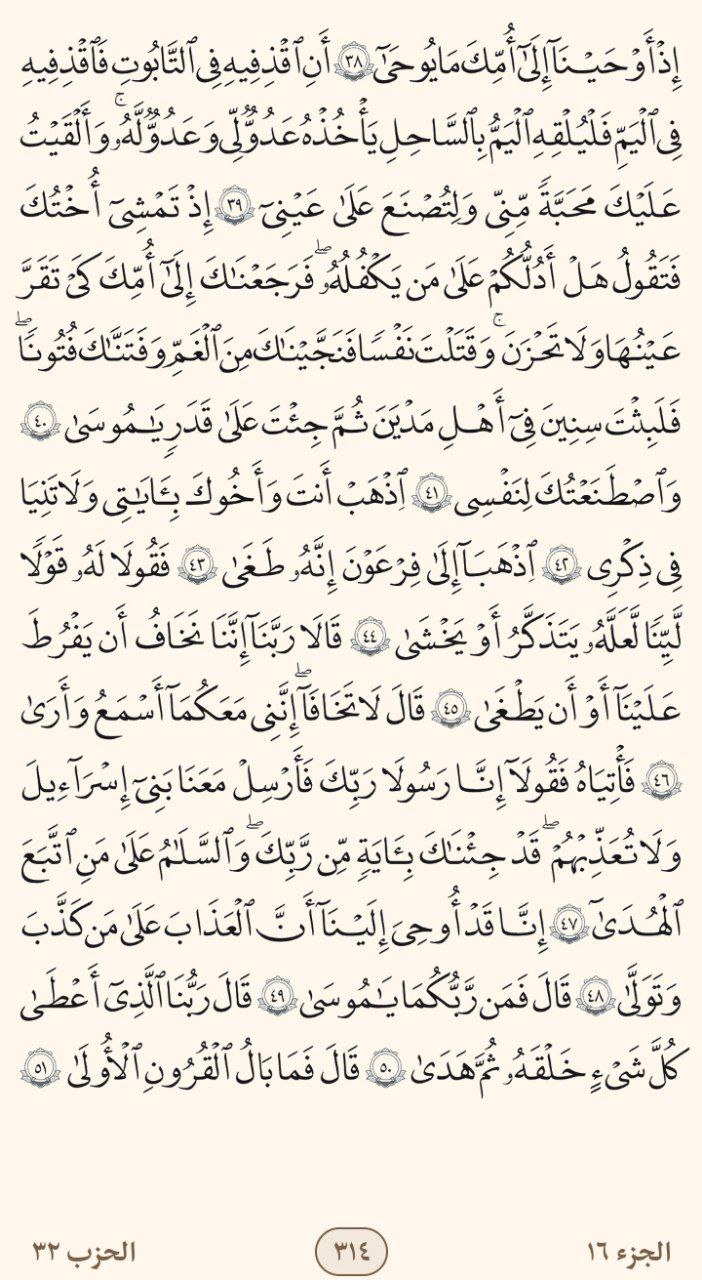 إِذْ أَوْحَيْنَآ إِلَىٰٓ أُمِّكَ مَا يُوحَىٰٓ ٣٨ أَنِ ٱقْذِفِيهِ فِى ٱلتَّابُوتِ فَٱقْذِفِيهِ
فِى ٱلْيَمِّ فَلْيُلْقِهِ ٱلْيَمُّ بِٱلسَّاحِلِ يَأْخُذْهُ عَدُوٌّۭ لِّى وَعَدُوٌّۭ لَّهُۥ ۚ وَأَلْقَيْتُ
عَلَيْكَ مَحَبَّةًۭ مِّنِّى وَلِتُصْنَعَ عَلَىٰ عَيْنِىٓ ٣٩ إِذْ تَمْشِىٓ أُخْتُكَ
فَتَقُولُ هَلْ أَدُلُّكُمْ عَلَىٰ مَن يَكْفُلُهُۥ ۖ فَرَجَعْنَـٰكَ إِلَىٰٓ أُمِّكَ كَىْ تَقَرَّ
عَيْنُهَا وَلَا تَحْزَنَ ۚ وَقَتَلْتَ نَفْسًۭا فَنَجَّيْنَـٰكَ مِنَ ٱلْغَمِّ وَفَتَنَّـٰكَ فُتُونًۭا ۚ
فَلَبِثْتَ سِنِينَ فِىٓ أَهْلِ مَدْيَنَ ثُمَّ جِئْتَ عَلَىٰ قَدَرٍۢ يَـٰمُوسَىٰ ٤٠
وَٱصْطَنَعْتُكَ لِنَفْسِى ٤١ ٱذْهَبْ أَنتَ وَأَخُوكَ بِـَٔايَـٰتِى وَلَا تَنِيَا
فِى ذِكْرِى ٤٢ ٱذْهَبَآ إِلَىٰ فِرْعَوْنَ إِنَّهُۥ طَغَىٰ ٤٣ فَقُولَا لَهُۥ قَوْلًۭا
لَّيِّنًۭا لَّعَلَّهُۥ يَتَذَكَّرُ أَوْ يَخْشَىٰ ٤٤ قَالَا رَبَّنَآ إِنَّنَا نَخَافُ أَن يَفْرُطَ
عَلَيْنَآ أَوْ أَن يَطْغَىٰ ٤٥ قَالَ لَا تَخَافَآ ۖ إِنَّنِى مَعَكُمَآ أَسْمَعُ وَأَرَىٰ
٤٦ فَأْتِيَاهُ فَقُولَآ إِنَّا رَسُولَا رَبِّكَ فَأَرْسِلْ مَعَنَا بَنِىٓ إِسْرَٰٓءِيلَ
وَلَا تُعَذِّبْهُمْ ۖ قَدْ جِئْنَـٰكَ بِـَٔايَةٍۢ مِّن رَّبِّكَ ۖ وَٱلسَّلَـٰمُ عَلَىٰ مَنِ ٱتَّبَعَ
ٱلْهُدَىٰٓ ٤٧ إِنَّا قَدْ أُوحِىَ إِلَيْنَآ أَنَّ ٱلْعَذَابَ عَلَىٰ مَن كَذَّبَ
وَتَوَلَّىٰ ٤٨ قَالَ فَمَن رَّبُّكُمَا يَـٰمُوسَىٰ ٤٩ قَالَ رَبُّنَا ٱلَّذِىٓ أَعْطَىٰ
كُلَّ شَىْءٍ خَلْقَهُۥ ثُمَّ هَدَىٰ ٥٠ قَالَ فَمَا بَالُ ٱلْقُرُونِ ٱلْأُولَىٰ ٥١
الجزء ١٦ ٣١٤ الحزب ٣٢